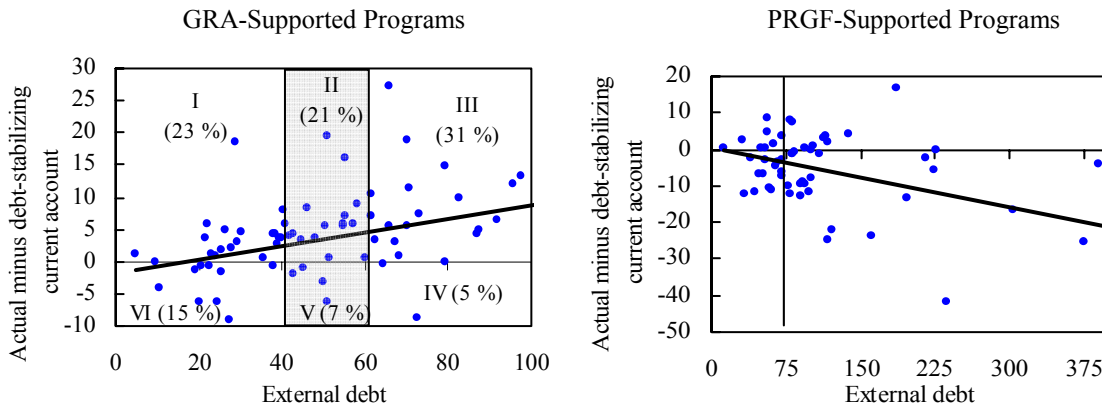 GRA-Supported Programs
Actual minus debt-stabilizing
current account
30
25
20
15
10
5
0
-5
-10
I
(23 %)
II
(21 %)
III
(31 %)
VI (15 %)
V (7 %)
IV (5 %)
0 20 40 60 80 100
External debt
PRGF-Supported Programs
Actual minus debt-stabilizing
current account
20
10
0
-10
-20
-30
-40
-50
0 75 150 225 300 375
External debt